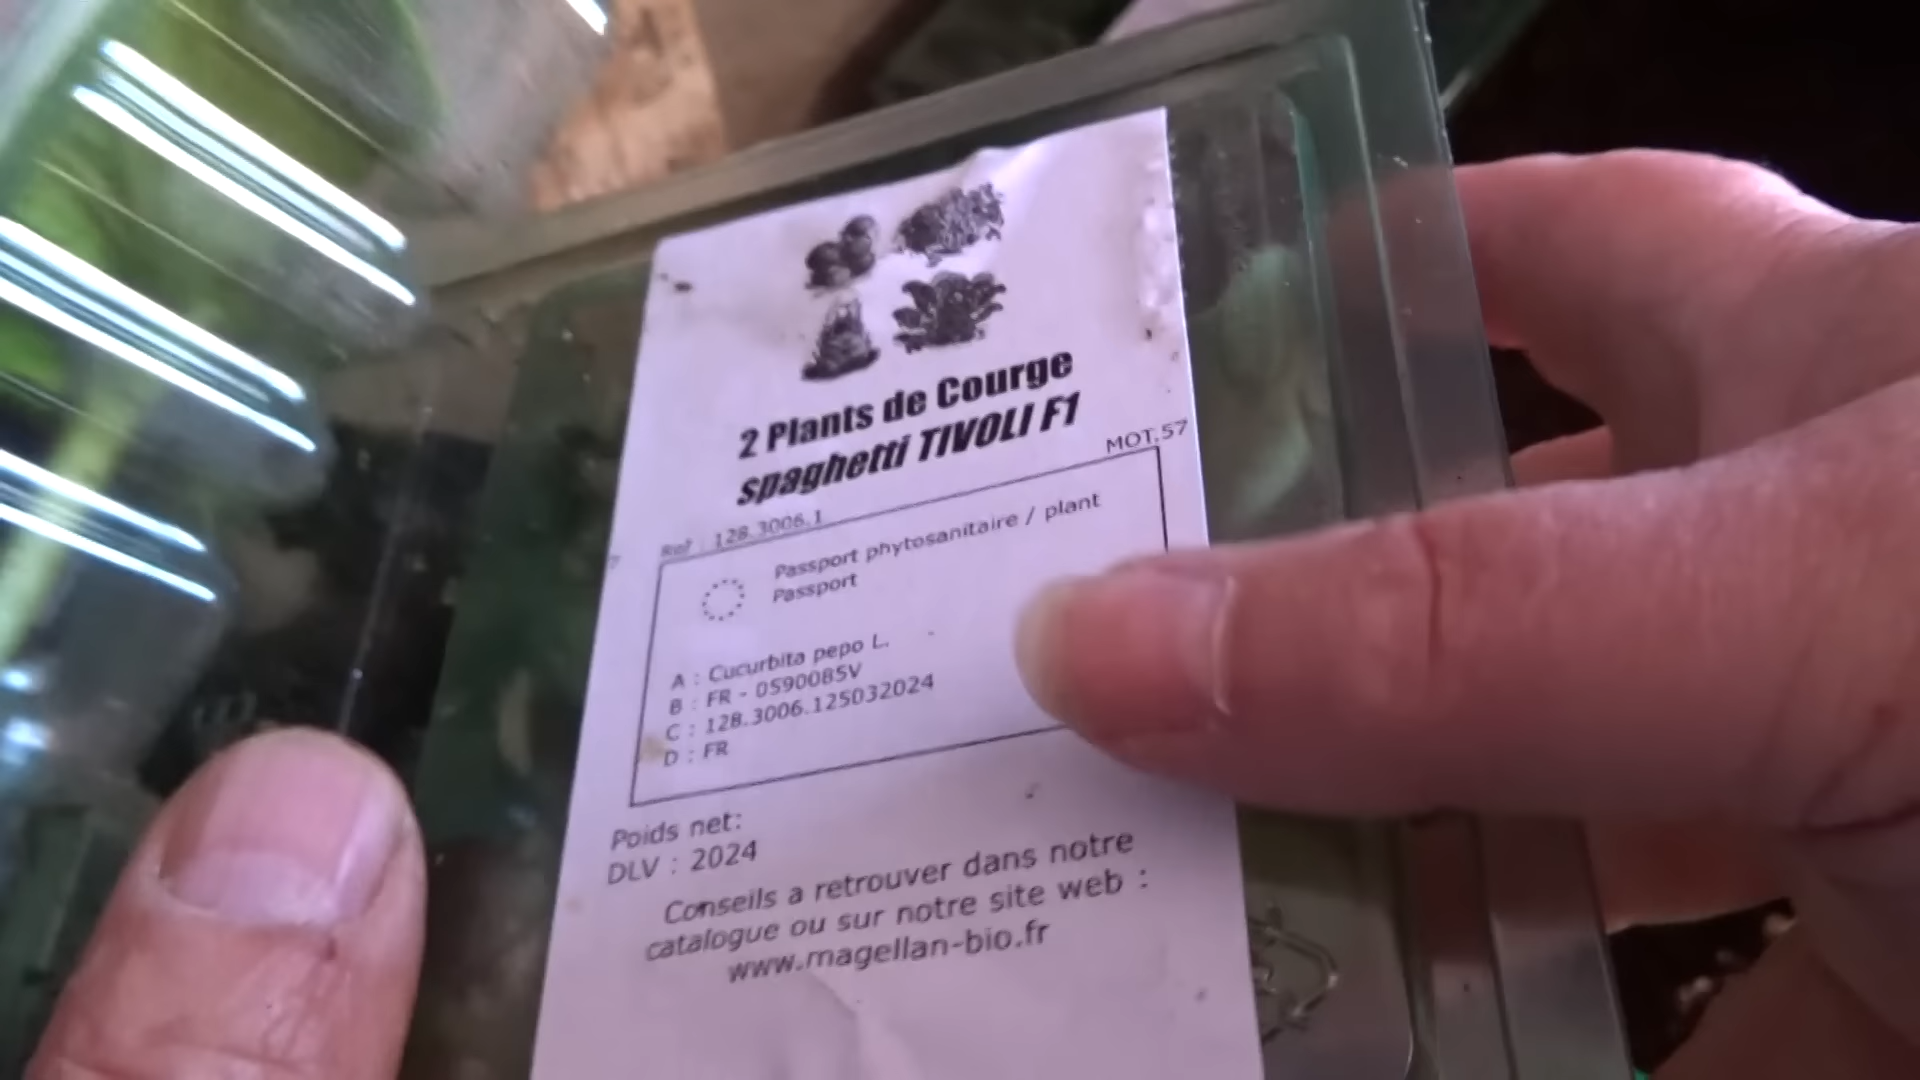 2 Plants de Courge
spaghetti TIVOLI F1
MOT.57
Ref : 128.3006.1
Passport phytosanitaire / plant
Passport
A : Cucurbita pepo L.
B : FR - 0590085V
C : 128.3006.125032024
D : FR
Poids net:
DLV : 2024
Conseils a retrouver dans notre
catalogue ou sur notre site web :
www.magellan-bio.fr